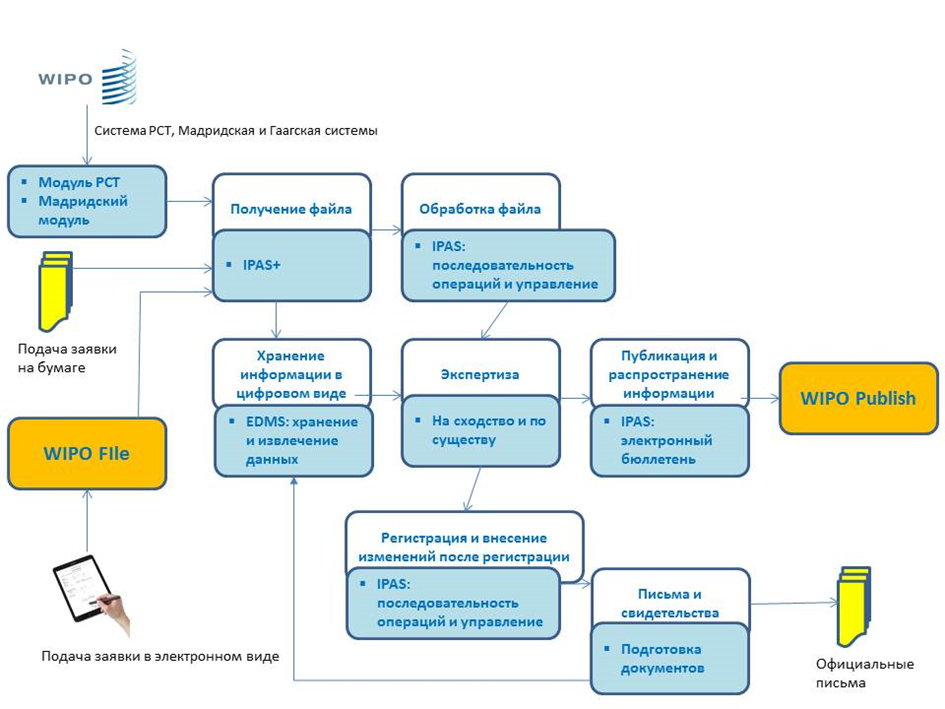 WIPO
Система РСТ, Мадридская и Гаагская системы
▪ Модуль РСТ
▪ Мадридский
модуль
Получение файла
▪ IPAS+
Обработка файла
▪ IPAS:
последовательность
операций и управление
Подача заявки
на бумаге
Хранение
информации в
цифровом виде
▪ EDMS: хранение
и извлечение
данных
Экспертиза
▪ На сходство и по
существу
Публикация и
распространение
информации
▪ IPAS:
электронный
бюллетень
WIPO Publish
WIPO FIle
Регистрация и внесение
изменений после регистрации
▪ IPAS:
последовательность
операций и управление
Письма и
свидетельства
▪ Подготовка
документов
Подача заявки в электронном виде
Официальные
письма